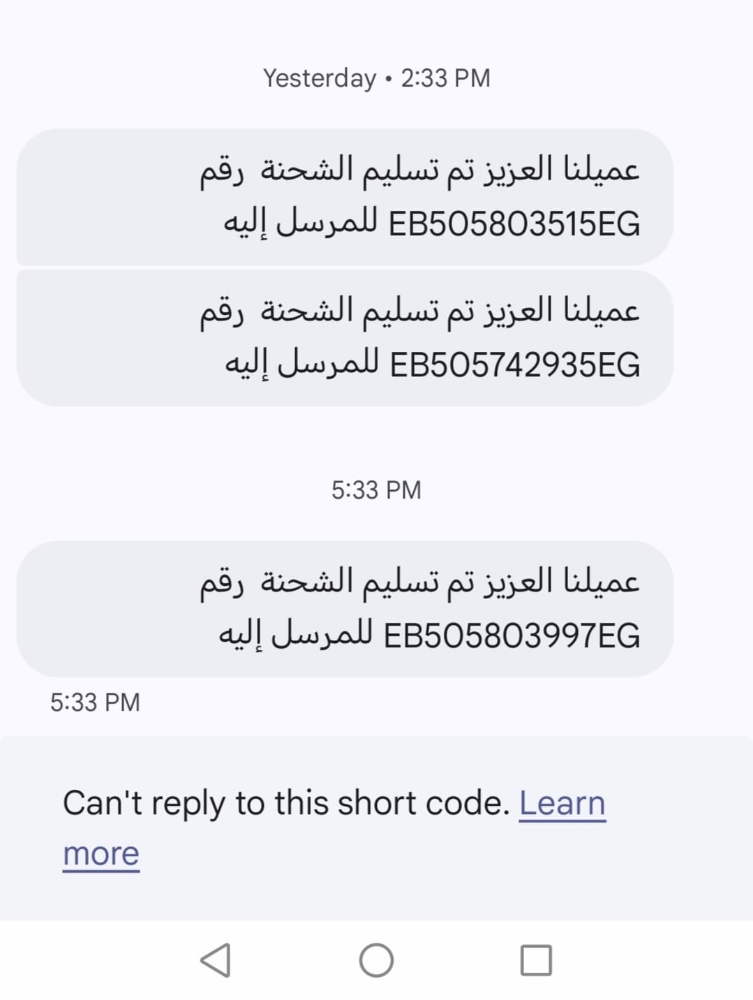 Yesterday • 2:33 PM
عميلنا العزيز تم تسليم الشحنة  رقم
EB505803515EG للمرسل إليه
عميلنا العزيز تم تسليم الشحنة  رقم
EB505742935EG للمرسل إليه
5:33 PM
عميلنا العزيز تم تسليم الشحنة  رقم
EB505803997EG للمرسل إليه
5:33 PM
Can't reply to this short code. Learn
more